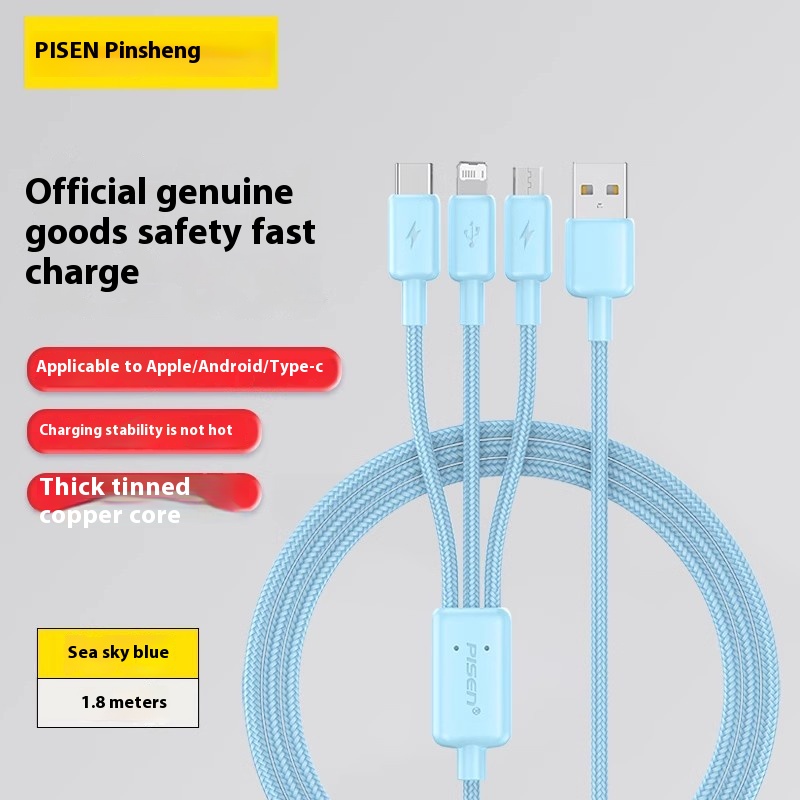 PISEN Pinsheng
Official genuine
goods safety fast
charge
Applicable to Apple/Android/Type-c
Charging stability is not hot
Thick tinned
copper core
Sea sky blue
1.8 meters
PISEN®